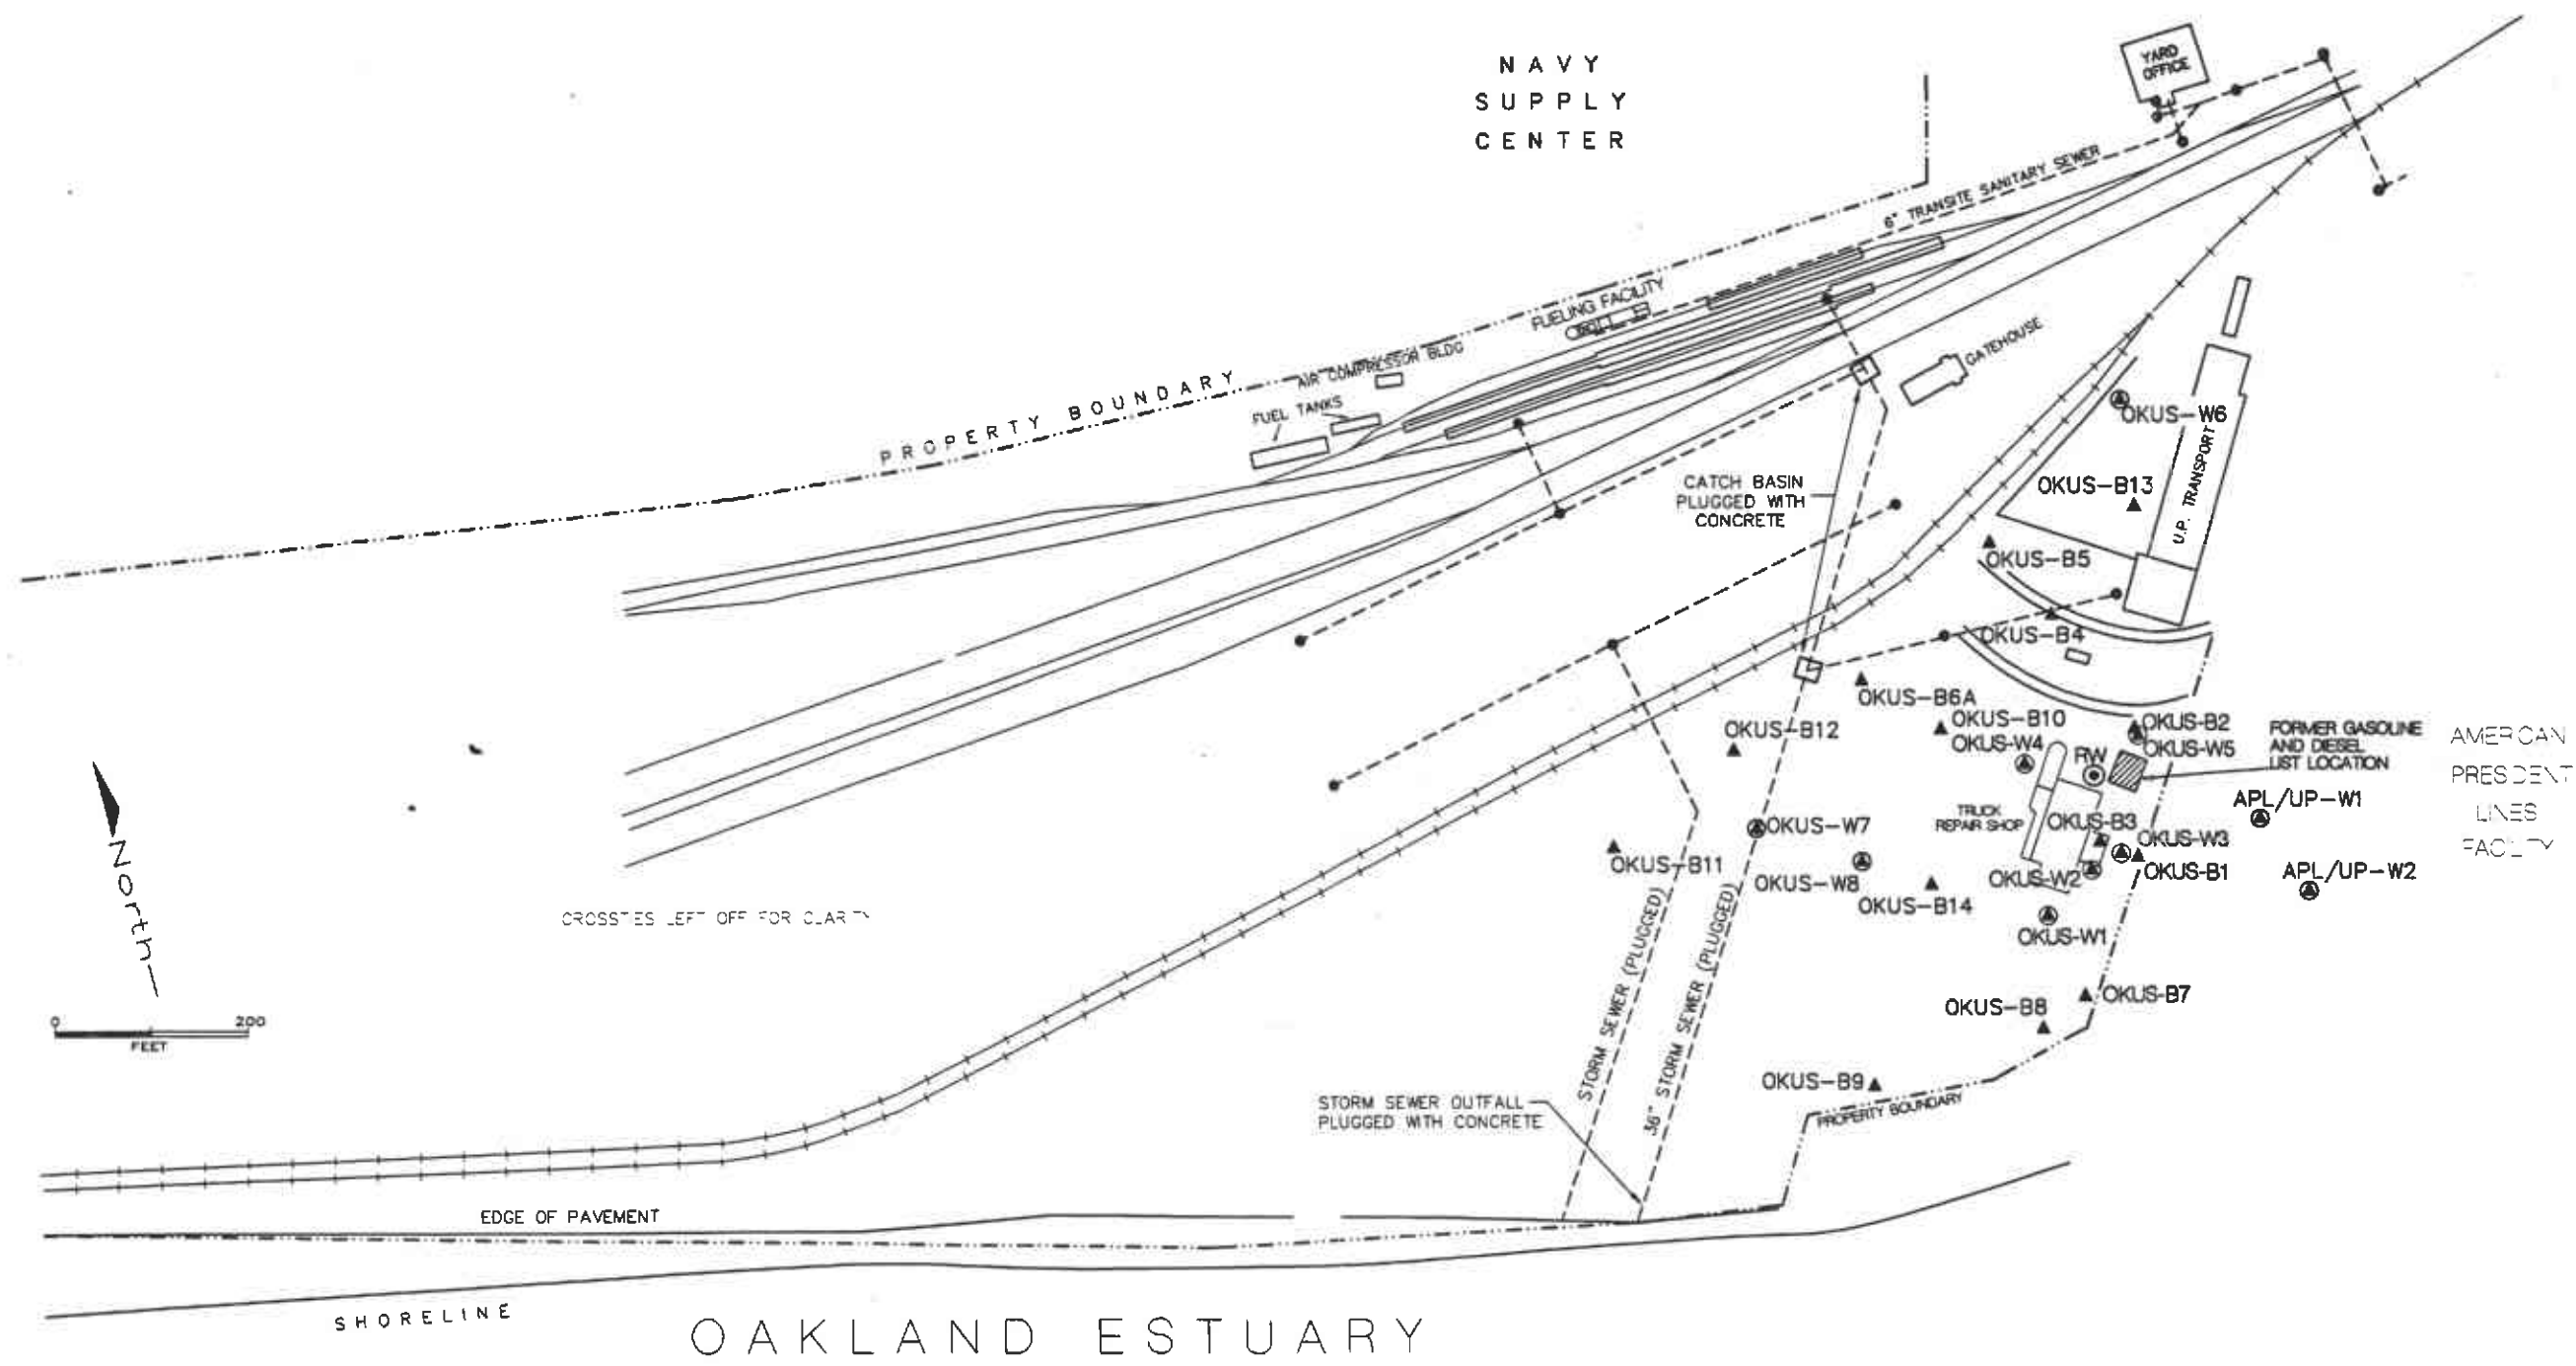 NAVY
SUPPLY
CENTER
YARD
OFFICE
6" TRANSITE SANITARY SEWER
FUELING FACILITY
AIR COMPRESSOR BLDG
GATEHOUSE
PROPERTY BOUNDARY
FUEL TANKS
OKUS-W6
U.P. TRANSPORT
CATCH BASIN
PLUGGED WITH
CONCRETE
OKUS-B13
OKUS-B5
OKUS-B4
OKUS-B6A
OKUS-B10
OKUS-B12
OKUS-W4
OKUS-B2
OKUS-W5
RW
FORMER GASOLINE
AND DIESEL
UST LOCATION
AMERICAN
PRESIDENT
LINES
FACILITY
APL/UP-W1
TRUCK
REPAIR SHOP
OKUS-B3
OKUS-W3
OKUS-W7
OKUS-B11
OKUS-W8
OKUS-B14
OKUS-W2
OKUS-B1
APL/UP-W2
OKUS-W1
CROSSTIES LEFT OFF FOR CLARITY
North
0 200
FEET
OKUS-B7
OKUS-B8
OKUS-B9
STORM SEWER (PLUGGED)
36" STORM SEWER (PLUGGED)
STORM SEWER OUTFALL
PLUGGED WITH CONCRETE
PROPERTY BOUNDARY
EDGE OF PAVEMENT
SHORELINE
OAKLAND ESTUARY